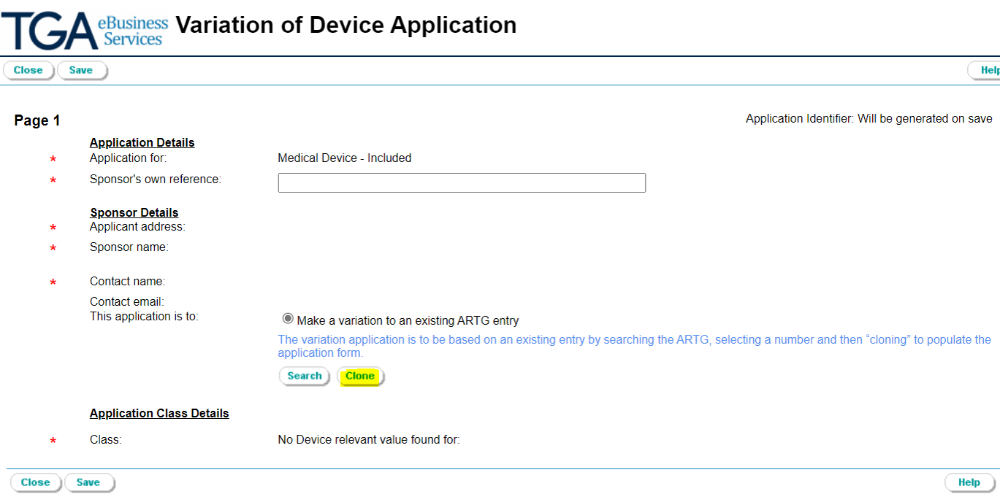 TGA eBusiness Services Variation of Device Application
Close Save Help
Page 1 Application Identifier: Will be generated on save
Application Details
* Application for: Medical Device - Included
* Sponsor's own reference:
Sponsor Details
* Applicant address:
* Sponsor name:
* Contact name:
Contact email:
This application is to: Make a variation to an existing ARTG entry
The variation application is to be based on an existing entry by searching the ARTG, selecting a number and then “cloning” to populate the
application form.
Search Clone
Application Class Details
* Class: No Device relevant value found for:
Close Save Help